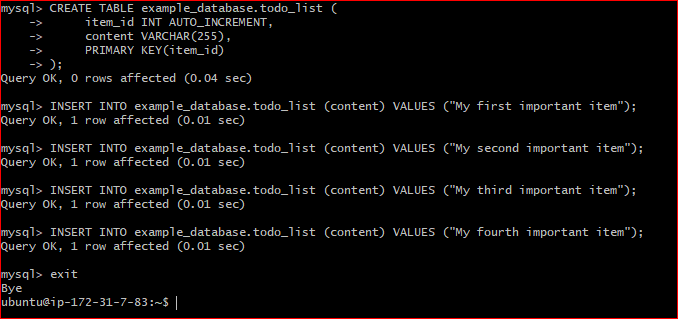 mysql> CREATE TABLE example_database.todo_list (
    ->     item_id INT AUTO_INCREMENT,
    ->     content VARCHAR(255),
    ->     PRIMARY KEY(item_id)
    -> );
Query OK, 0 rows affected (0.04 sec)

mysql> INSERT INTO example_database.todo_list (content) VALUES ("My first important item");
Query OK, 1 row affected (0.01 sec)

mysql> INSERT INTO example_database.todo_list (content) VALUES ("My second important item");
Query OK, 1 row affected (0.01 sec)

mysql> INSERT INTO example_database.todo_list (content) VALUES ("My third important item");
Query OK, 1 row affected (0.01 sec)

mysql> INSERT INTO example_database.todo_list (content) VALUES ("My fourth important item");
Query OK, 1 row affected (0.01 sec)

mysql> exit
Bye
ubuntu@ip-172-31-7-83:~$